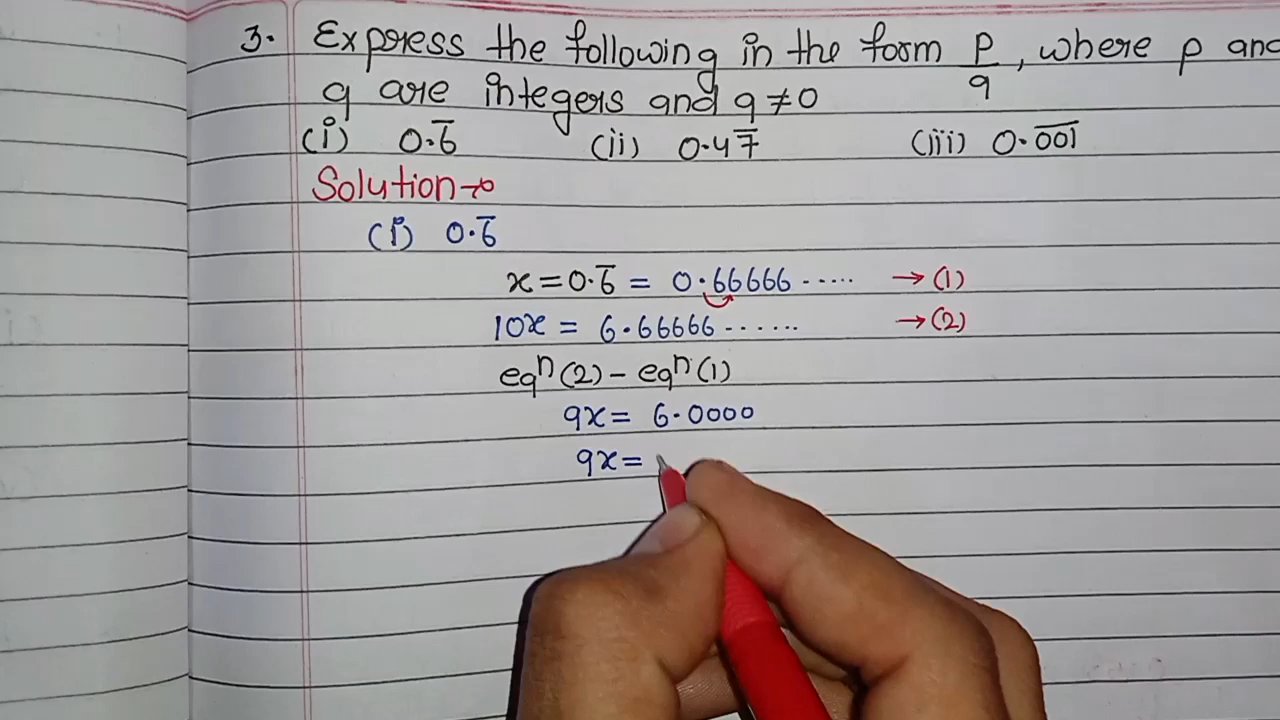 3. Express the following in the form p/q, where p and
q are integers and q ≠ 0
(i) 0.6̅ (ii) 0.47̅ (iii) 0.0̅0̅1̅
Solution →
(i) 0.6̅
x = 0.6̅ = 0.66666 ..... → (1)
10x = 6.66666 ...... → (2)
eqⁿ (2) – eqⁿ (1)
9x = 6.0000
9x =